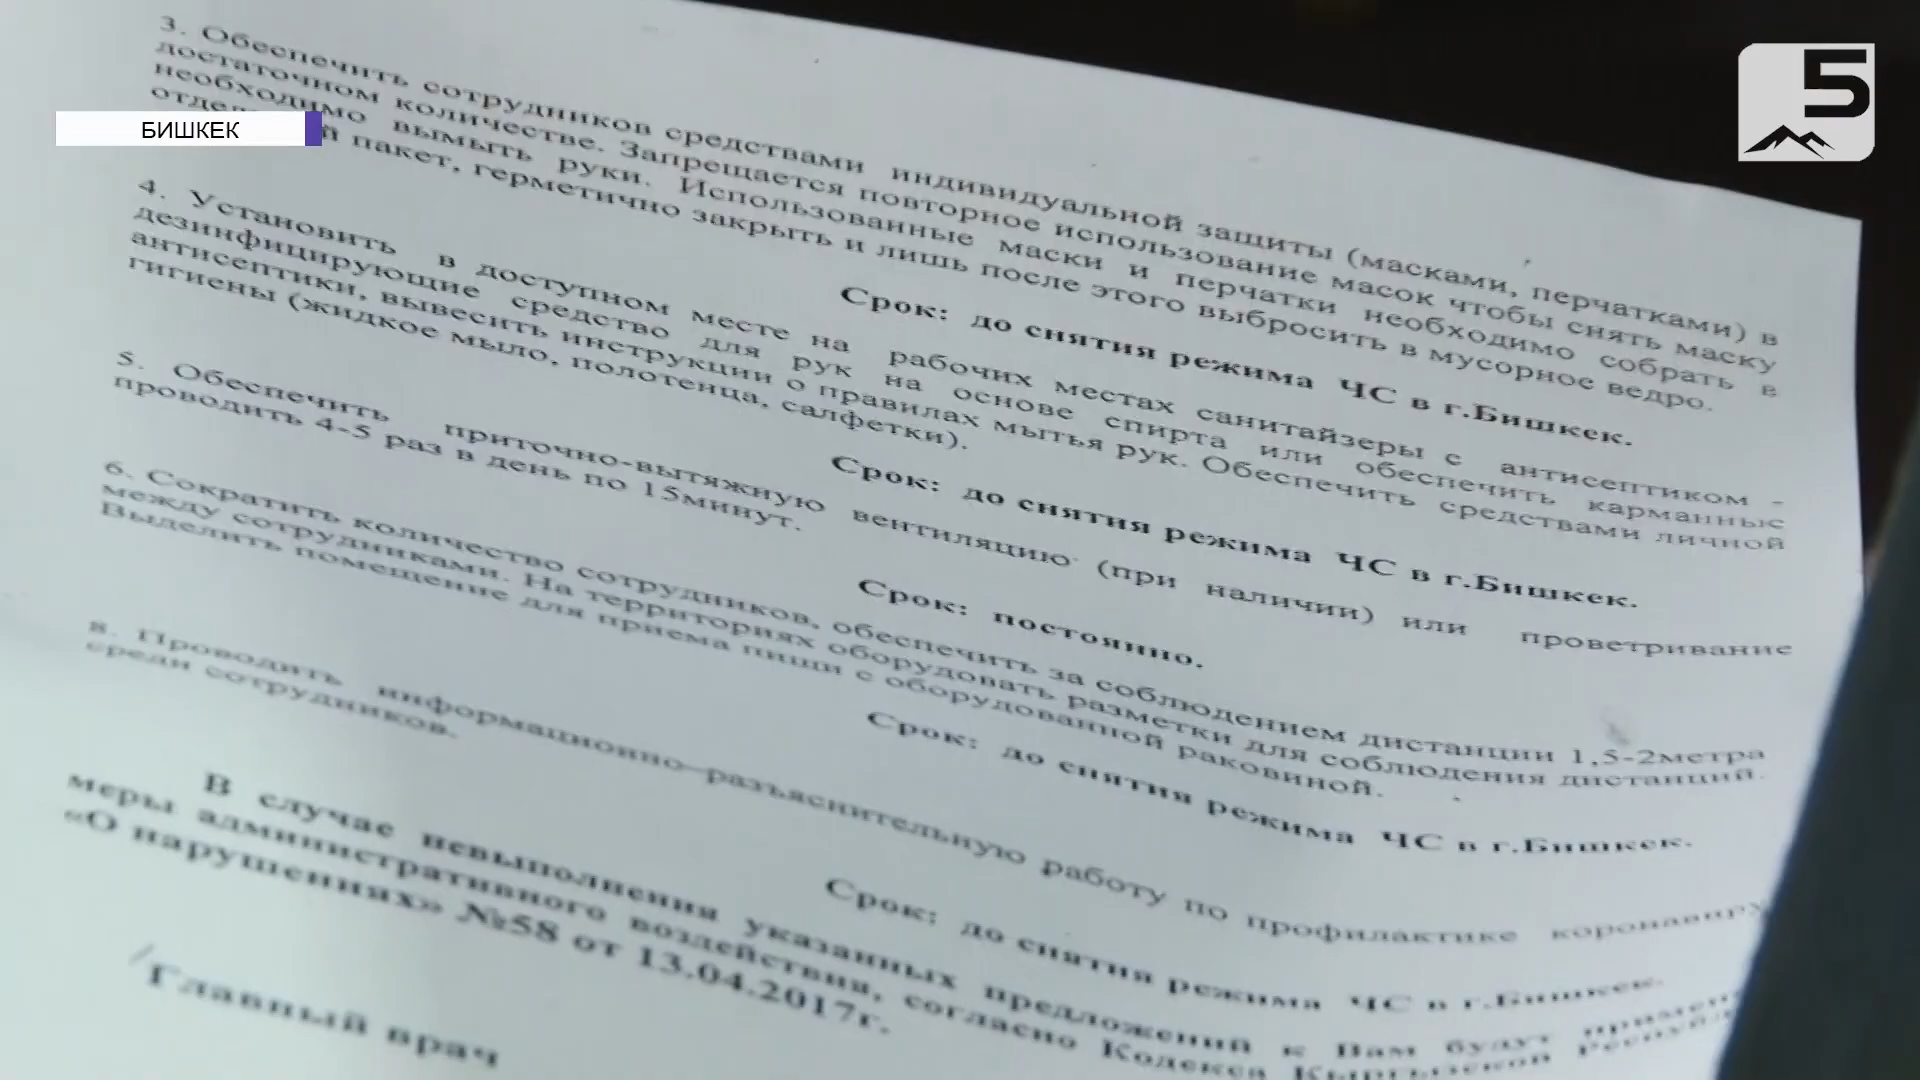 5
БИШКЕК
3. Обеспечить сотрудников средствами индивидуальной защиты (масками, перчатками) в
достаточном количестве. Запрещается повторное использование масок чтобы снять маску
необходимо вымыть руки. Использованные маски и перчатки необходимо собрать в
пакет, герметично закрыть и лишь после этого выбросить в мусорное ведро.
Срок: до снятия режима ЧС в г.Бишкек.
4. Установить в доступном месте на рабочих местах санитайзеры с антисептиком -
дезинфицирующие средство для рук на основе спирта или обеспечить карманные
антисептики, вывесить инструкции о правилах мытья рук. Обеспечить средствами личной
гигиены (жидкое мыло, полотенца, салфетки).
Срок: до снятия режима ЧС в г.Бишкек.
5. Обеспечить приточно-вытяжную вентиляцию (при наличии) или проветривание
проводить 4-5 раз в день по 15минут.
Срок: постоянно.
6. Сократить количество сотрудников, обеспечить за соблюдением дистанции 1,5-2метра
между сотрудниками. На территориях оборудовать разметки для соблюдения дистанций.
Выделить помещение для приема пищи с оборудованной раковиной.
Срок: до снятия режима ЧС в г.Бишкек.
8. Проводить информационно–разъяснительную работу по профилактике коронавиру
среди сотрудников.
Срок: до снятия режима ЧС в г.Бишкек.
В случае невыполнения указанных предложений к Вам будут примен
меры административного воздействия, согласно Кодекса Кыргызской Республ
«О нарушениях» №58 от 13.04.2017г.
Главный врач